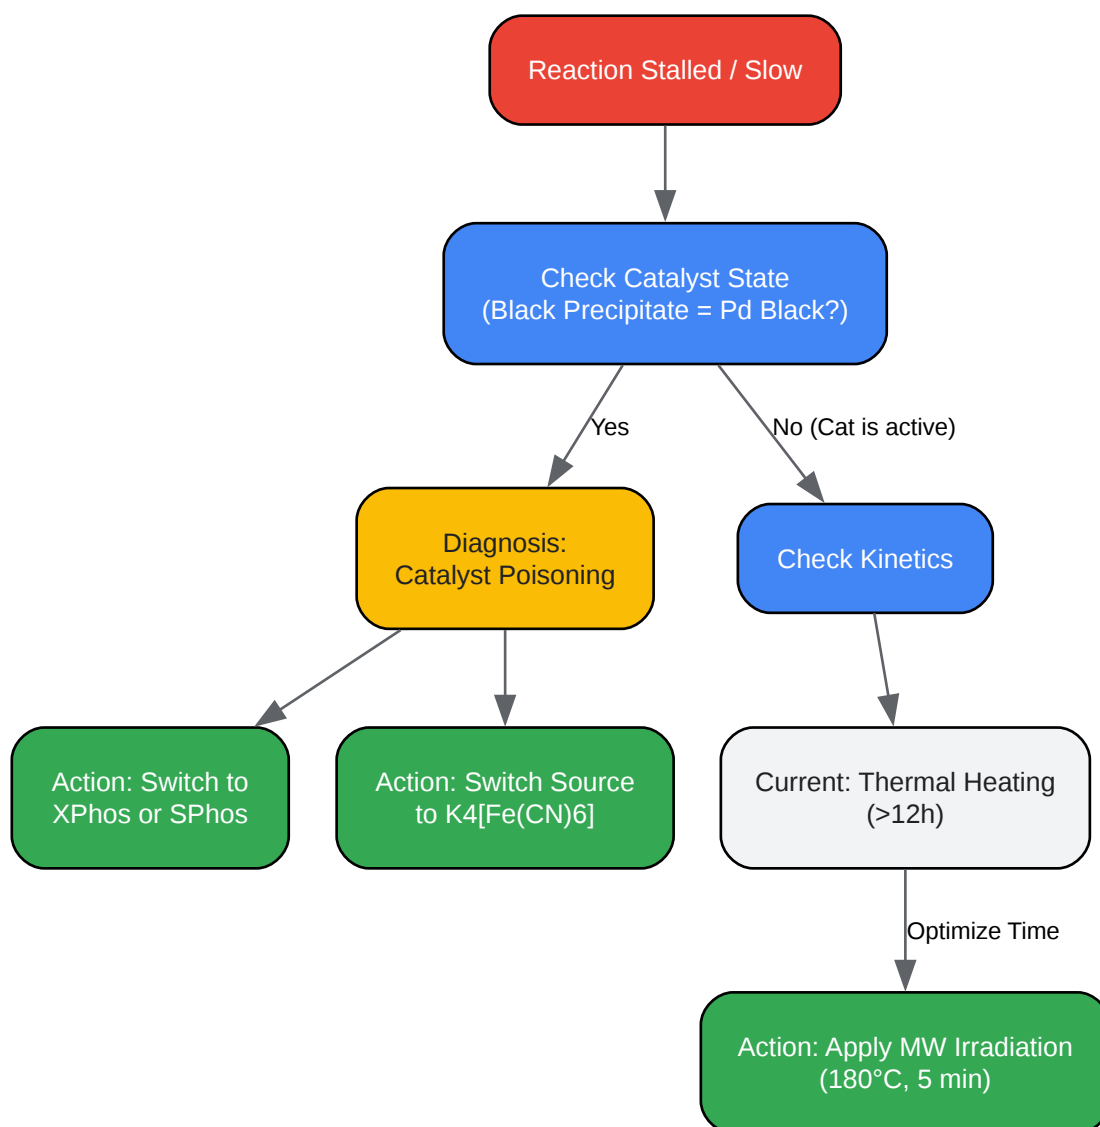 Reaction Stalled / Slow
Check Catalyst State
(Black Precipitate = Pd Black?)
Yes
No (Cat is active)
Diagnosis:
Catalyst Poisoning
Check Kinetics
Action: Switch to
XPhos or SPhos
Action: Switch Source
to K4[Fe(CN)6]
Current: Thermal Heating
(>12h)
Optimize Time
Action: Apply MW Irradiation
(180°C, 5 min)